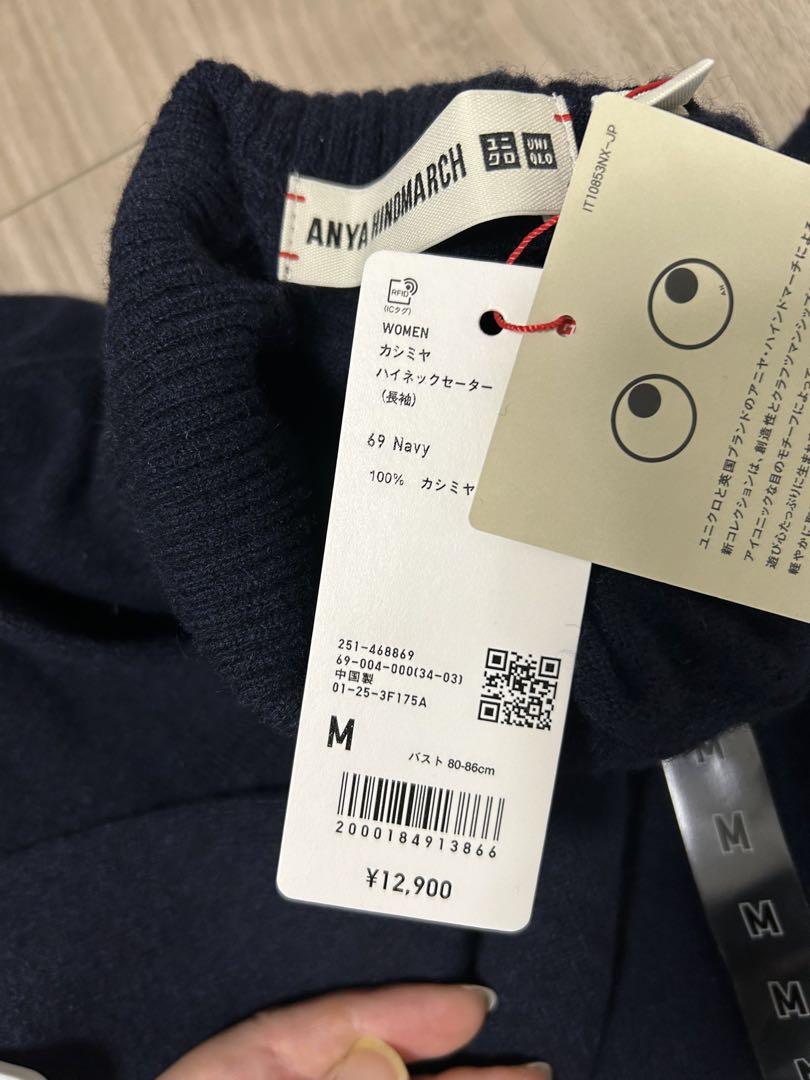 ANYA HINDMARCH
ユニクロ
UNIQLO
RFID
(ICタグ)
WOMEN
カシミヤ
ハイネックセーター
(長袖)
69 Navy
100% カシミヤ
251-468869
69-004-000(34-03)
中国製
01-25-3F175A
M
バスト 80-86cm
2000184913866
¥12,900
IT10853NX-JP
AH
ユニクロと英国ブランドのアニヤ・ハインドマーチによる
新コレクションは、創造性とクラフツマンシップ
アイコニックな目のモチーフによって
遊び心たっぷりに生まれ
軽やかに
M
M
M
M
M